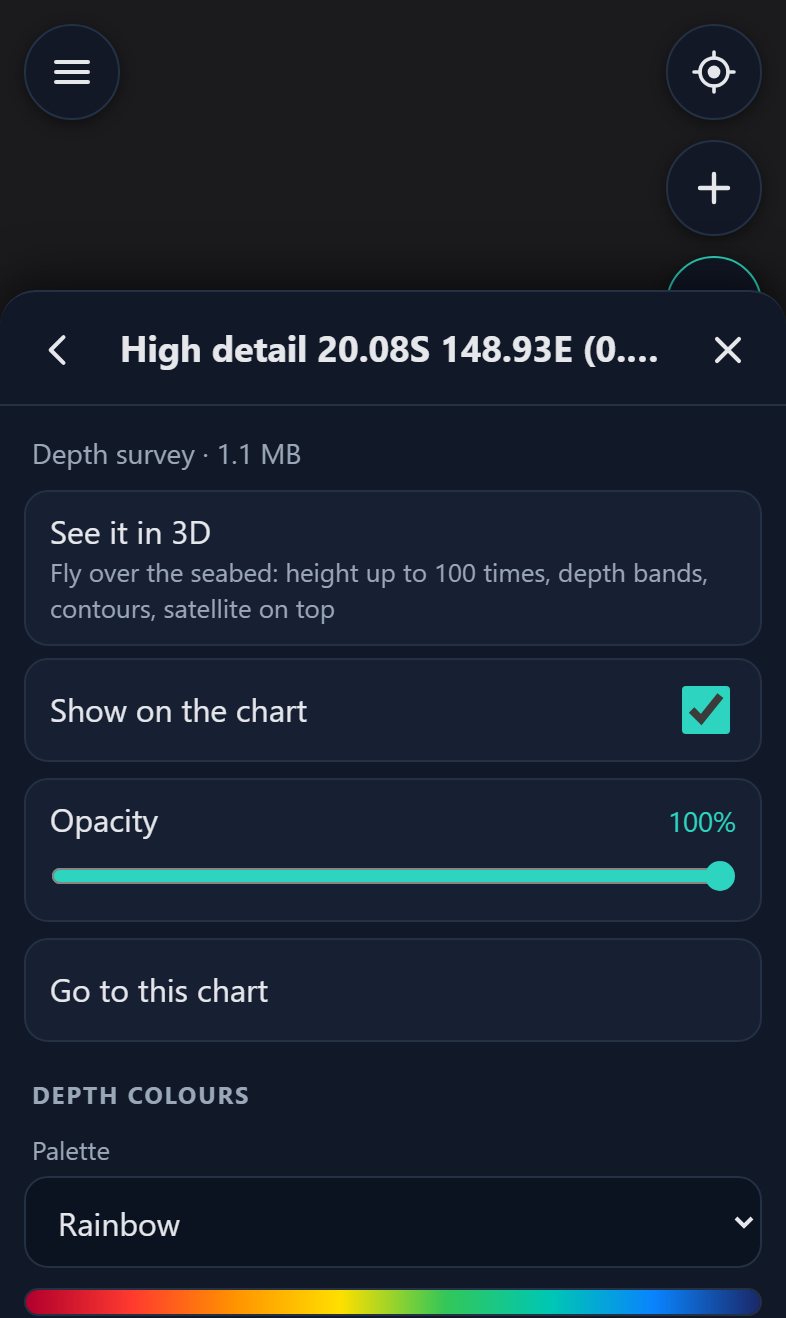 High detail 20.08S 148.93E (0....
Depth survey · 1.1 MB
See it in 3D
Fly over the seabed: height up to 100 times, depth bands,
contours, satellite on top
Show on the chart
Opacity
100%
Go to this chart
DEPTH COLOURS
Palette
Rainbow